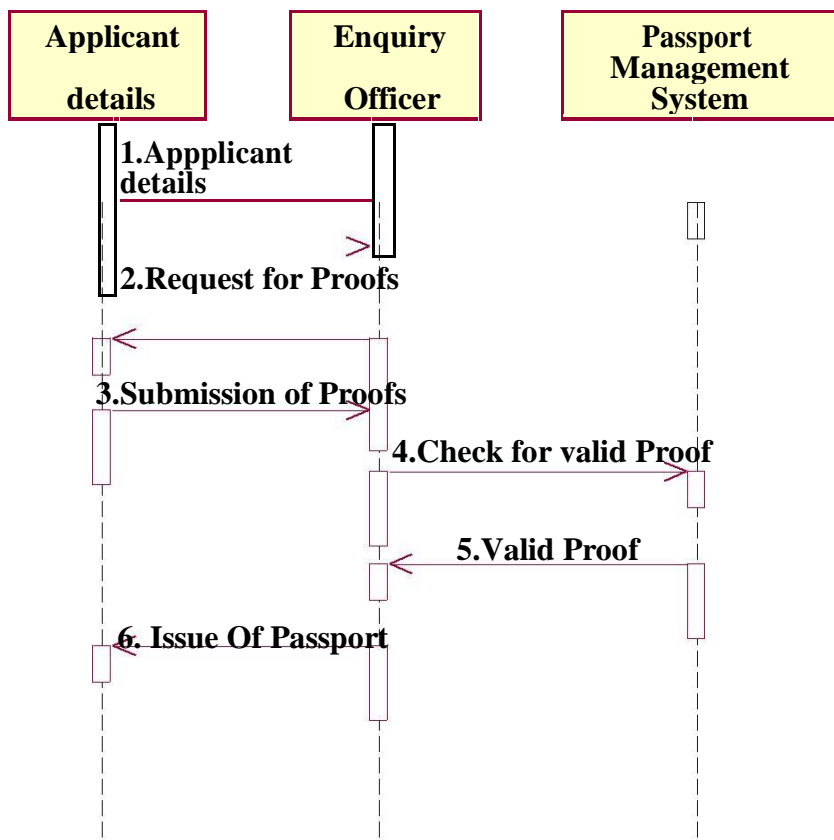 Applicant
details
Enquiry
Officer
Passport
Management
System
1.Appplicant
details
2.Request for Proofs
3.Submission of Proofs
4.Check for valid Proof
5.Valid Proof
6. Issue Of Passport